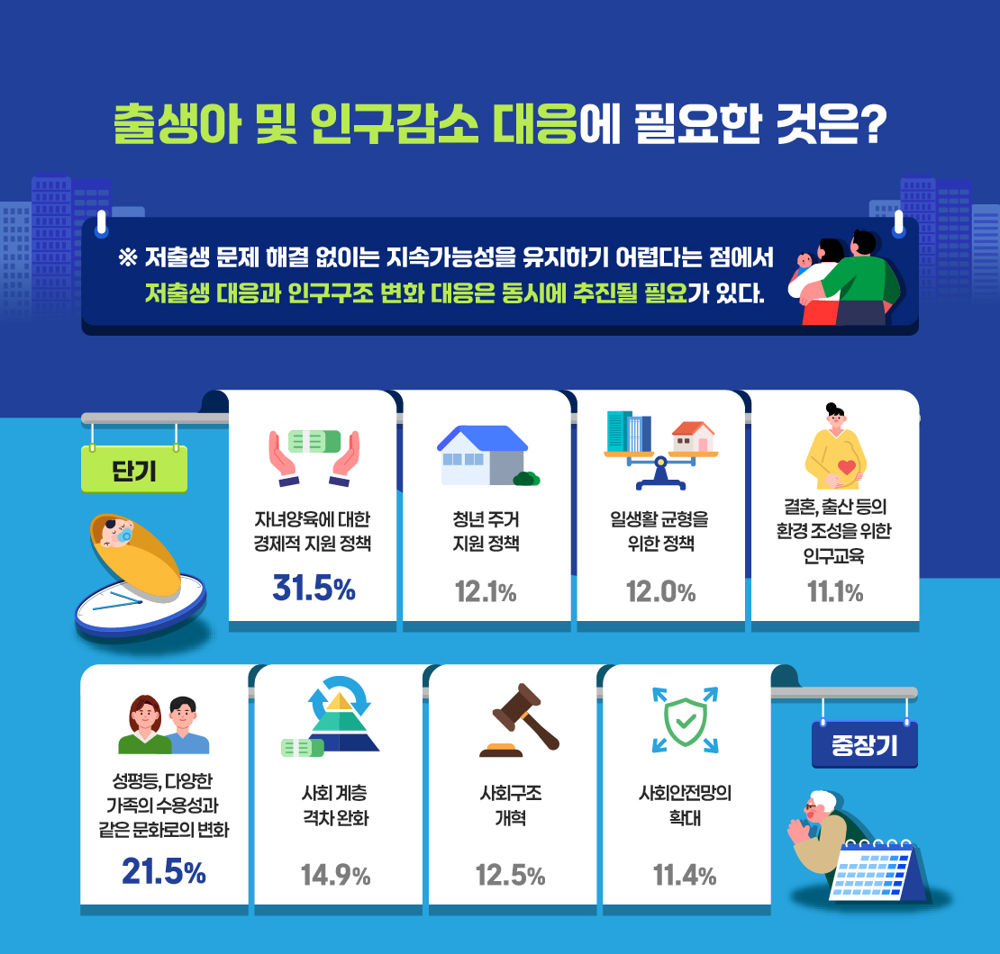 출생아 및 인구감소 대응에 필요한 것은?
※ 저출생 문제 해결 없이는 지속가능성을 유지하기 어렵다는 점에서
저출생 대응과 인구구조 변화 대응은 동시에 추진될 필요가 있다.
단기
자녀양육에 대한
경제적 지원 정책
31.5%
청년 주거
지원 정책
12.1%
일생활 균형을
위한 정책
12.0%
결혼, 출산 등의
환경 조성을 위한
인구교육
11.1%
중장기
성평등, 다양한
가족의 수용성과
같은 문화로의 변화
21.5%
사회 계층
격차 완화
14.9%
사회구조
개혁
12.5%
사회안전망의
확대
11.4%